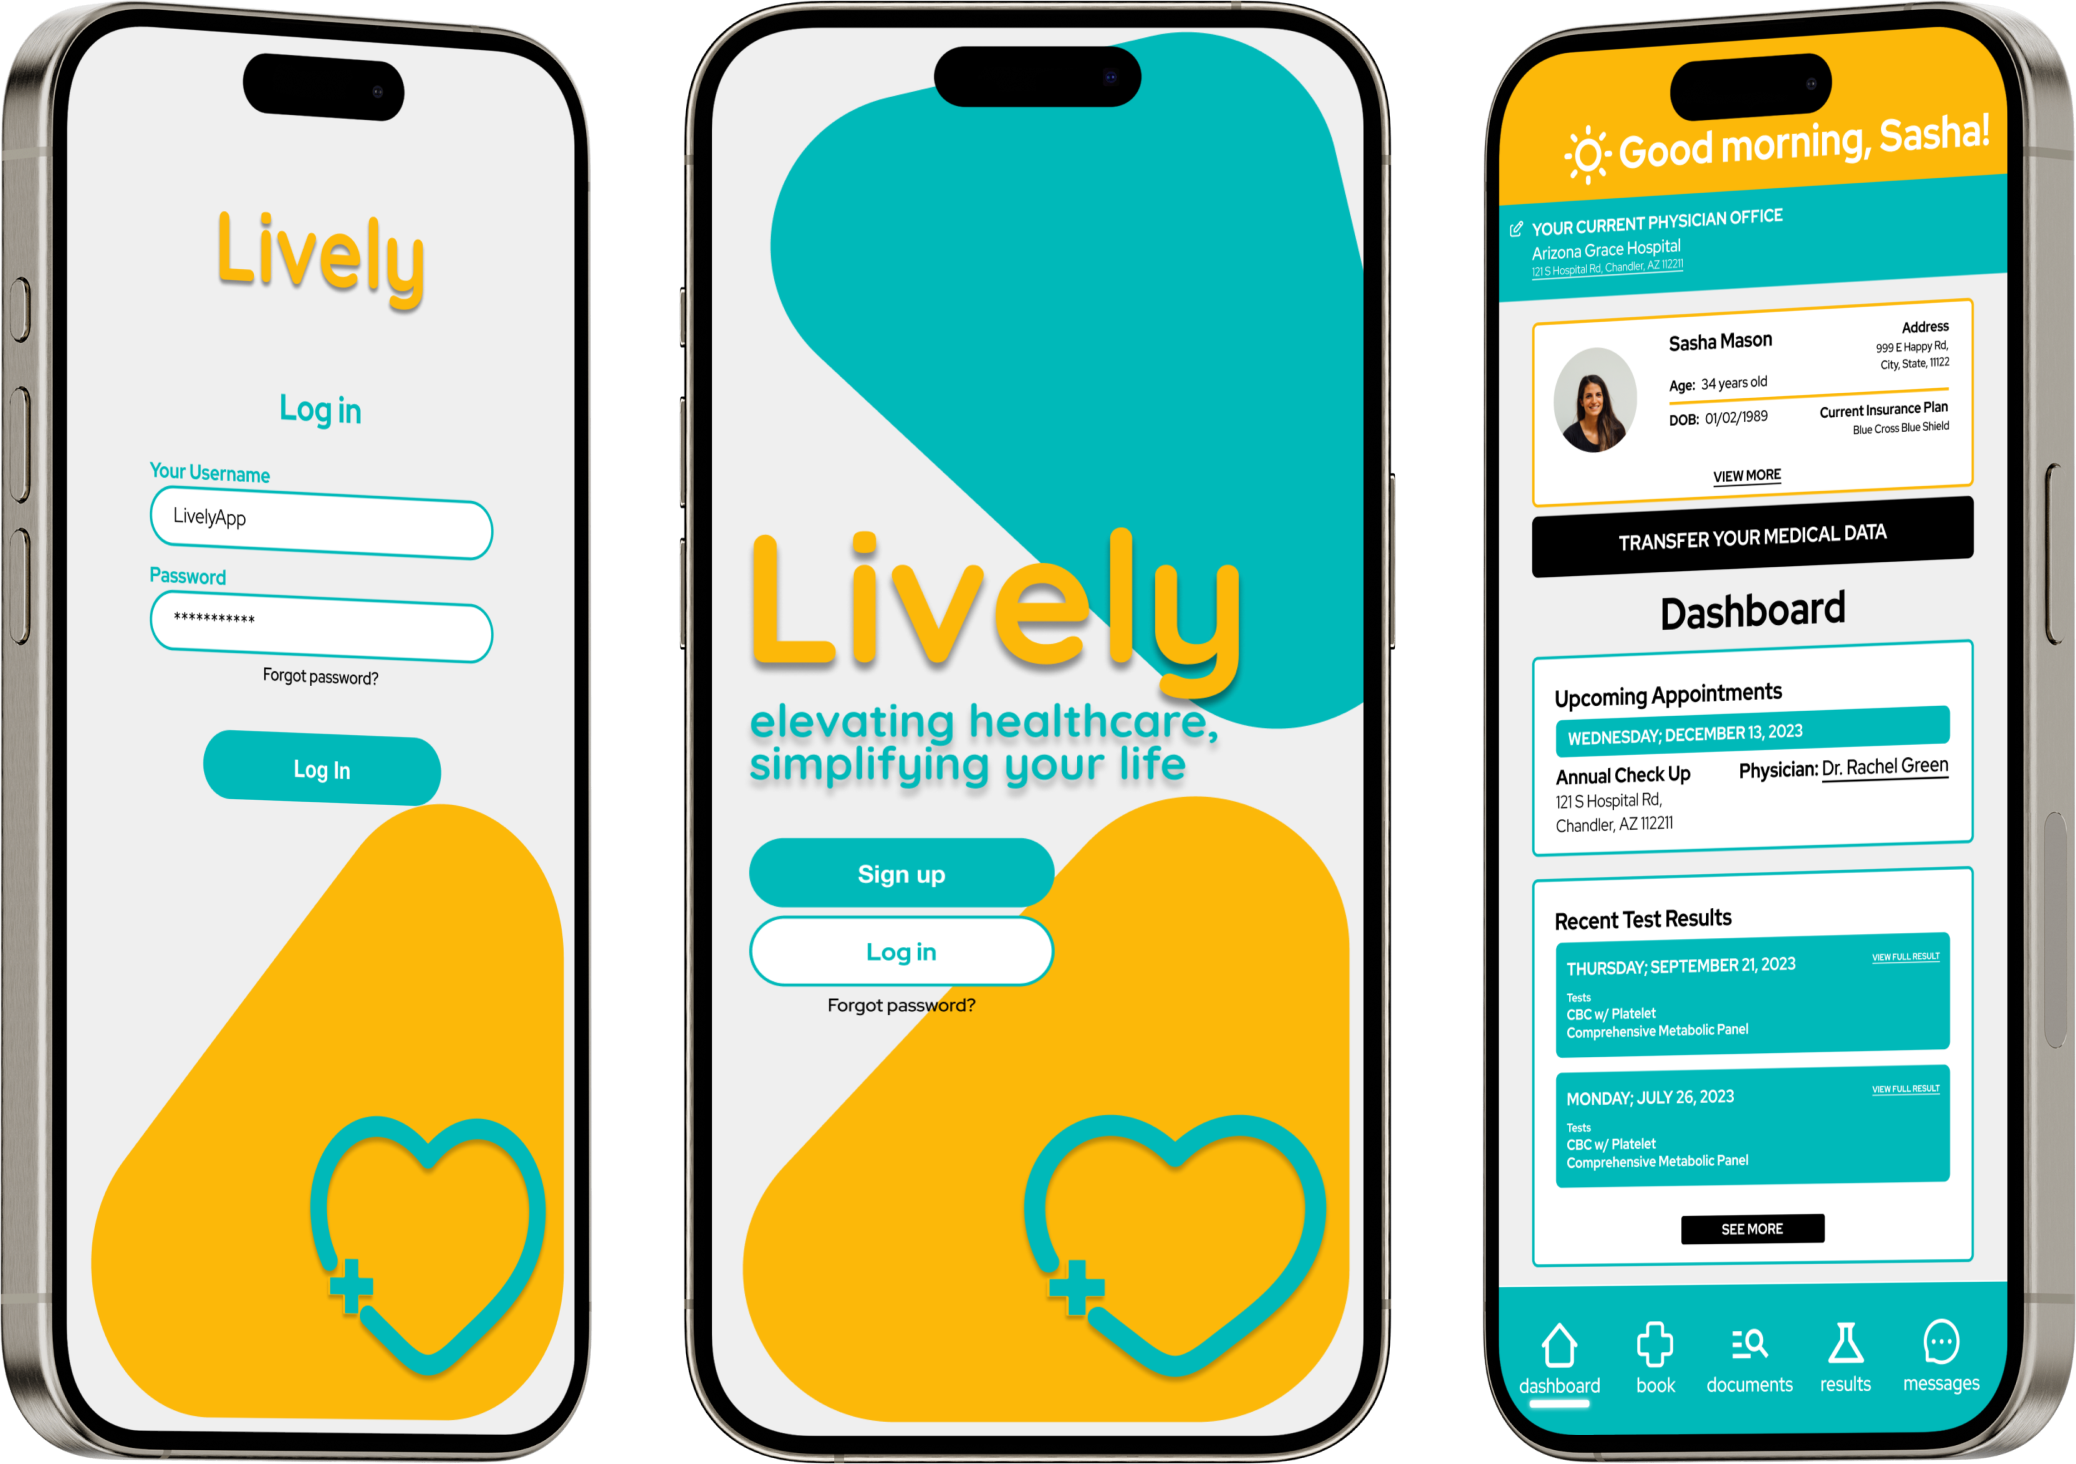 Lively
Log in
Your Username
LivelyApp
Password
***********
Forgot password?
Log In
Lively
elevating healthcare,
simplifying your life
Sign up
Log in
Forgot password?
Good morning, Sasha!
YOUR CURRENT PHYSICIAN OFFICE
Arizona Grace Hospital
121 S Hospital Rd, Chandler, AZ 112211
Sasha Mason
Age: 34 years old
DOB: 01/02/1989
Address
999 E Happy Rd,
City, State, 11122
Current Insurance Plan
Blue Cross Blue Shield
VIEW MORE
TRANSFER YOUR MEDICAL DATA
Dashboard
Upcoming Appointments
WEDNESDAY; DECEMBER 13, 2023
Annual Check Up
121 S Hospital Rd,
Chandler, AZ 112211
Physician: Dr. Rachel Green
Recent Test Results
THURSDAY; SEPTEMBER 21, 2023
VIEW FULL RESULT
Tests
CBC w/ Platelet
Comprehensive Metabolic Panel
MONDAY; JULY 26, 2023
VIEW FULL RESULT
Tests
CBC w/ Platelet
Comprehensive Metabolic Panel
SEE MORE
dashboard
book
documents
results
messages